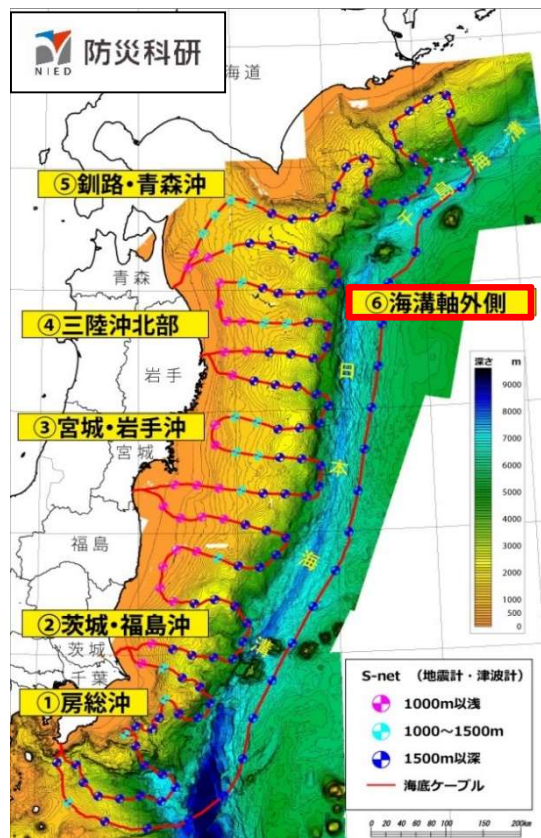 NIED 防災科研
海道
⑤釧路・青森沖
千島海溝
青森
⑥海溝軸外側
④三陸沖北部
岩手
日本海溝
③宮城・岩手沖
宮城
福島
②茨城・福島沖
茨城
千葉
①房総沖
深さ m
9000
8000
7000
6000
5000
4000
3000
2000
1000
500
0
S-net （地震計・津波計）
1000m以浅
1000～1500m
1500m以深
海底ケーブル
0 20 40 60 80 100 150 200km